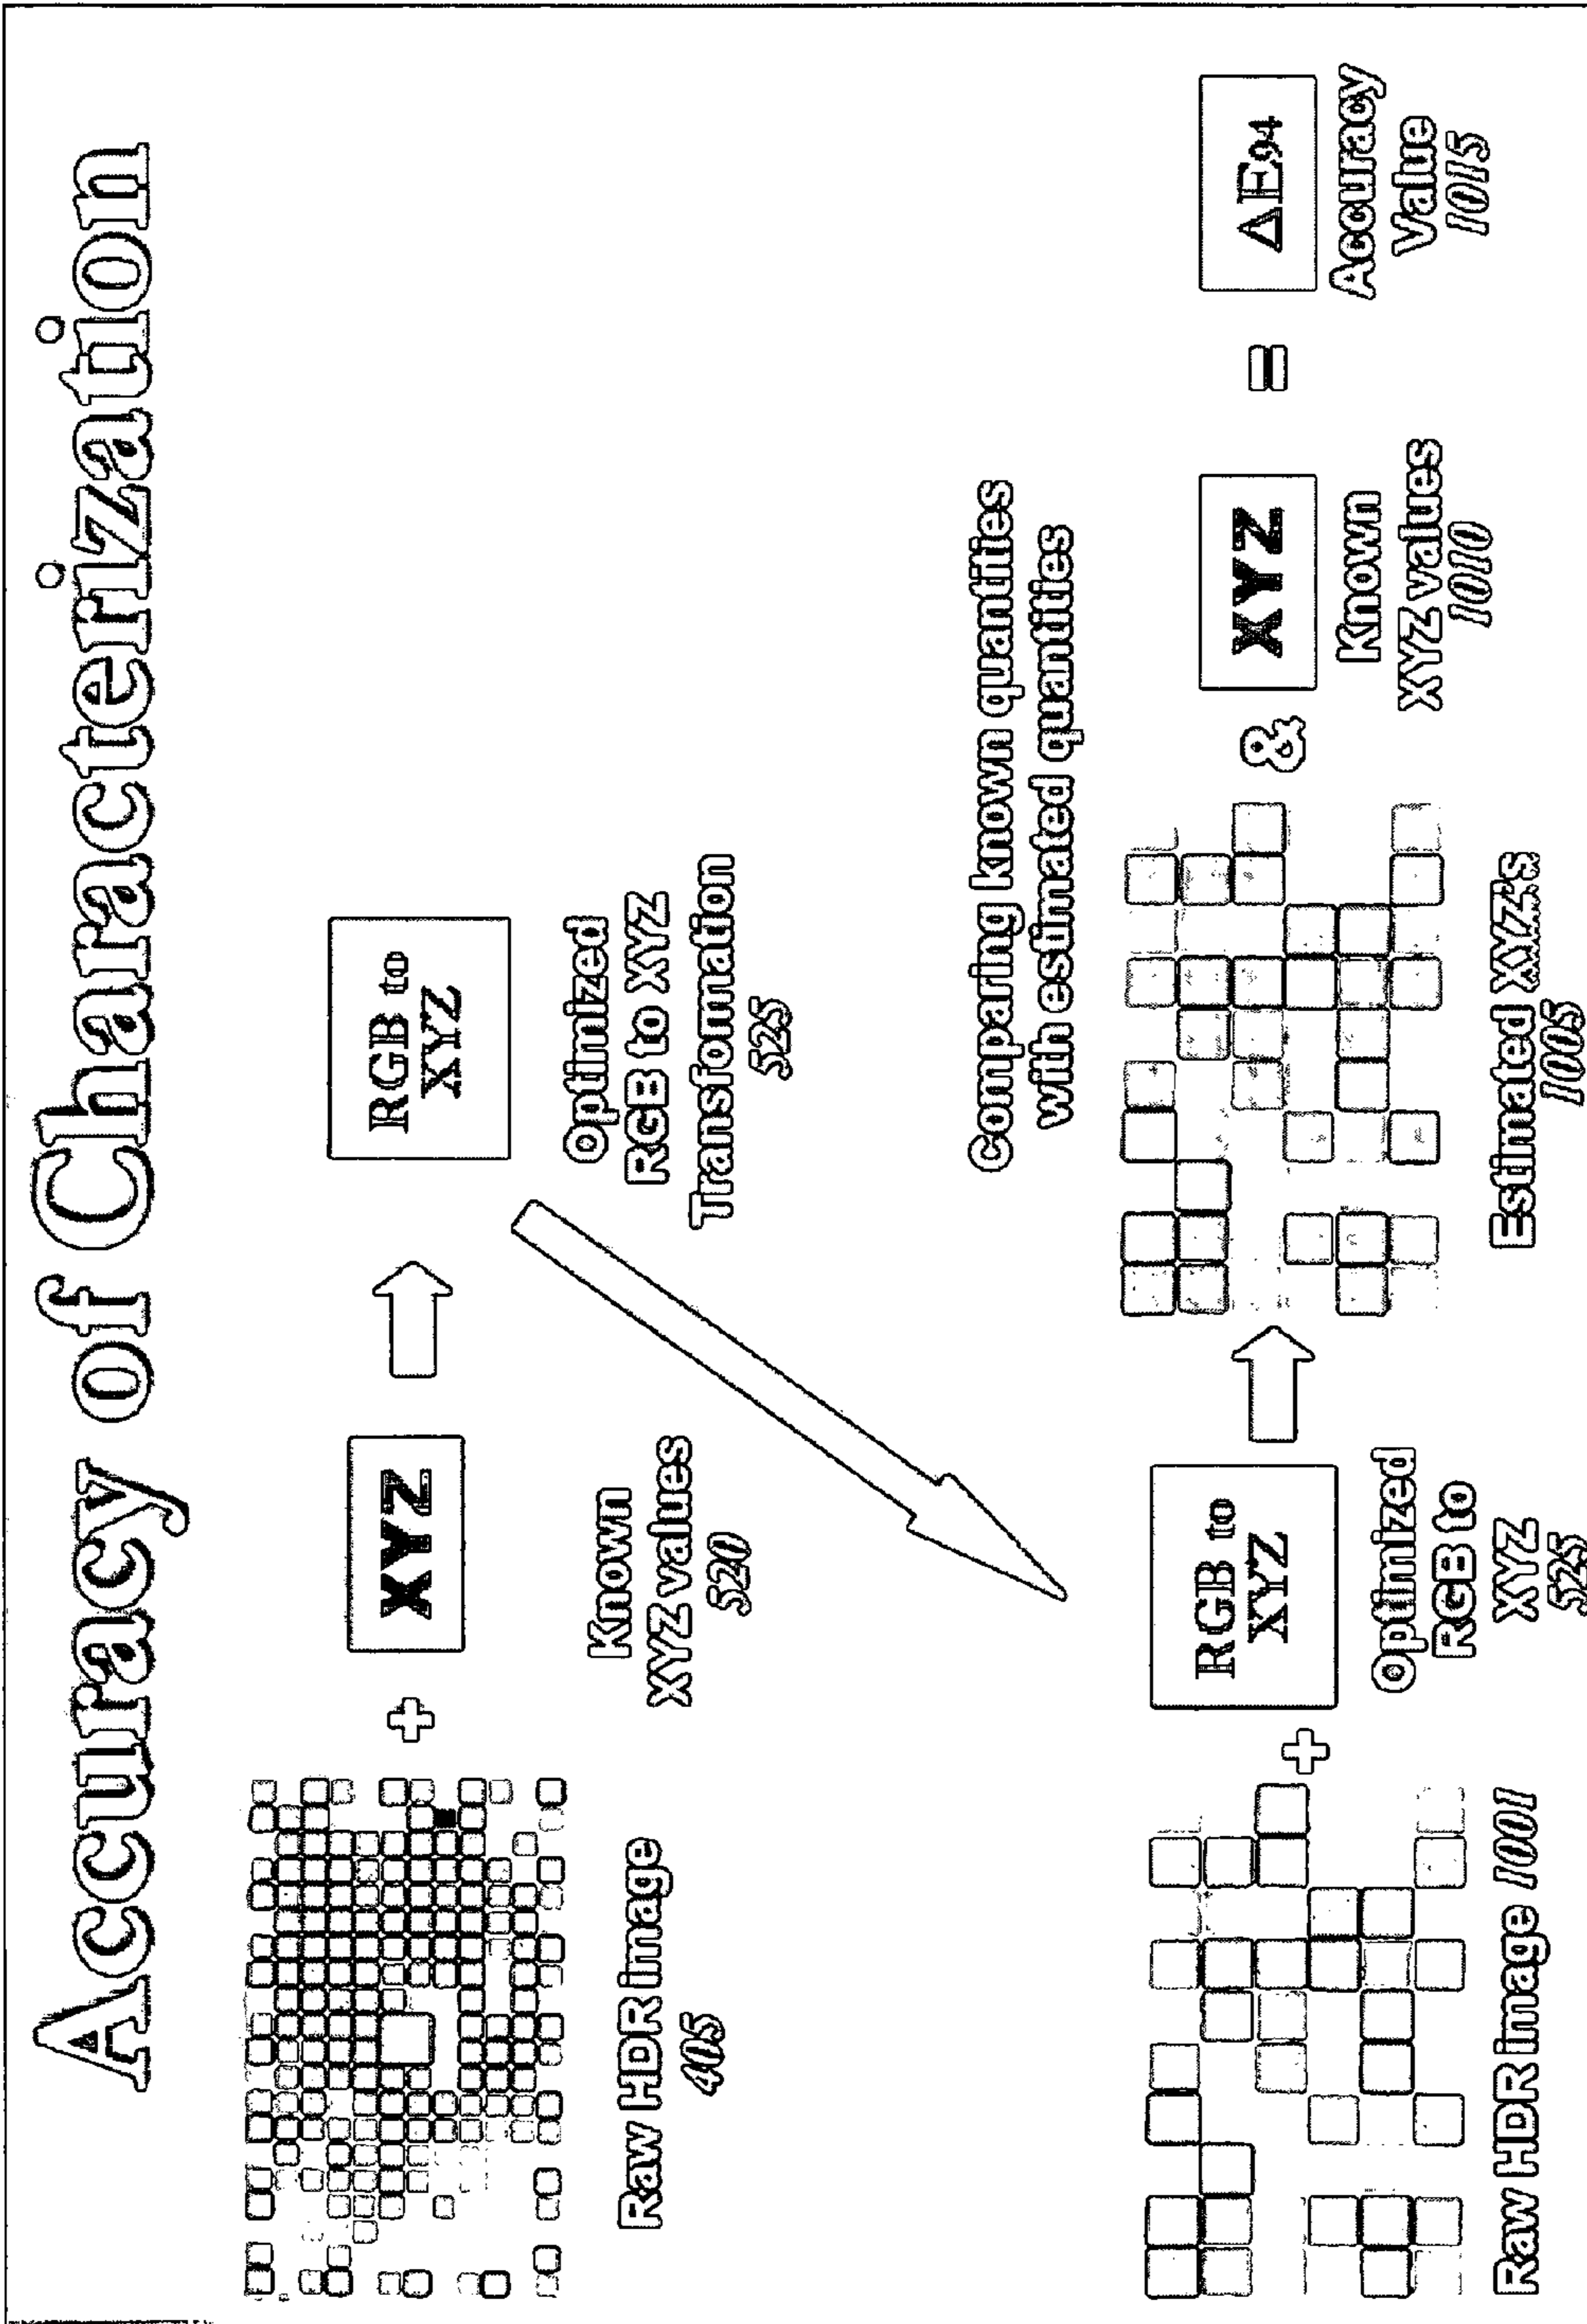 Accuracy of Characterization
+
XYZ
RGB to
XYZ
Raw HDR image
405
Known
XYZ values
520
Optimized
RGB to XYZ
Transformation
525
Comparing known quantities
with estimated quantities
+
RGB to
XYZ
&
XYZ
=
ΔE94
Raw HDR image 1001
Optimized
RGB to
XYZ
525
Estimated XYZ's
1005
Known
XYZ values
1010
Accuracy
Value
1015